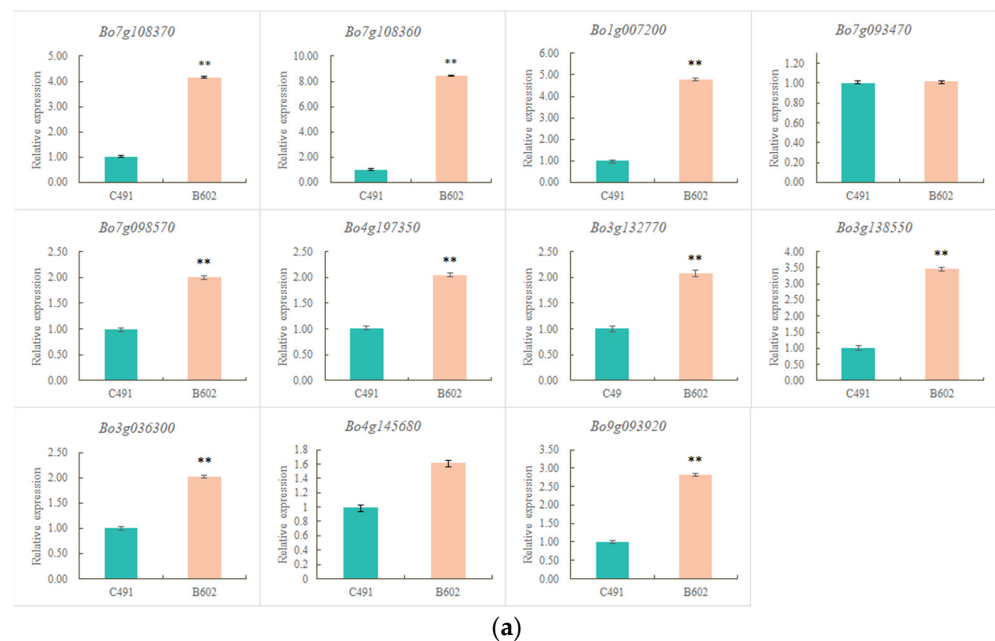 Bo7g108370
Relative expression
5.00
4.00
3.00
2.00
1.00
0.00
**
C491 B602
Bo7g108360
Relative expression
10.00
8.00
6.00
4.00
2.00
0.00
**
C491 B602
Bo1g007200
Relative expression
6.00
5.00
4.00
3.00
2.00
1.00
0.00
**
C491 B602
Bo7g093470
Relative expression
1.20
1.00
0.80
0.60
0.40
0.20
0.00
C491 B602
Bo7g098570
Relative expression
2.50
2.00
1.50
1.00
0.50
0.00
**
C491 B602
Bo4g197350
Relative expression
2.50
2.00
1.50
1.00
0.50
0.00
**
C491 B602
Bo3g132770
Relative expression
2.50
2.00
1.50
1.00
0.50
0.00
**
C49 B602
Bo3g138550
Relative expression
4.00
3.50
3.00
2.50
2.00
1.50
1.00
0.50
0.00
**
C491 B602
Bo3g036300
Relative expression
2.50
2.00
1.50
1.00
0.50
0.00
**
C491 B602
Bo4g145680
Relative expression
1.8
1.6
1.4
1.2
1
0.8
0.6
0.4
0.2
0
C491 B602
Bo9g093920
Relative expression
3.50
3.00
2.50
2.00
1.50
1.00
0.50
0.00
**
C491 B602
(a)